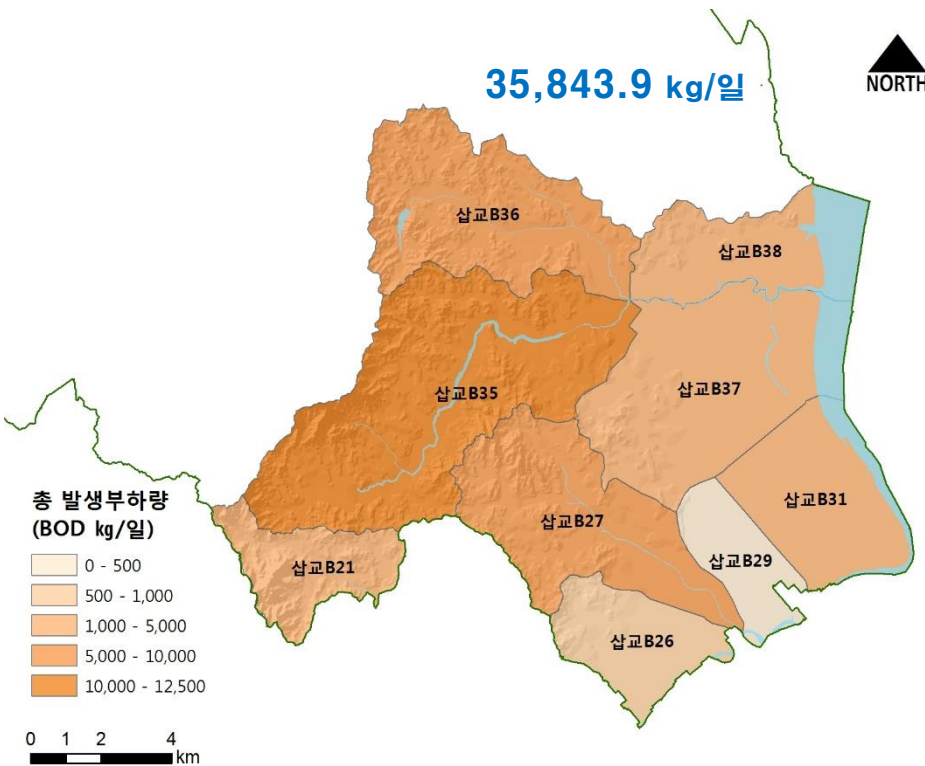 35,843.9 kg/일
NORTH
삽교B36
삽교B38
삽교B35
삽교B37
삽교B31
삽교B27
삽교B29
삽교B21
삽교B26
총 발생부하량
(BOD kg/일)
0 - 500
500 - 1,000
1,000 - 5,000
5,000 - 10,000
10,000 - 12,500
0 1 2 4
km